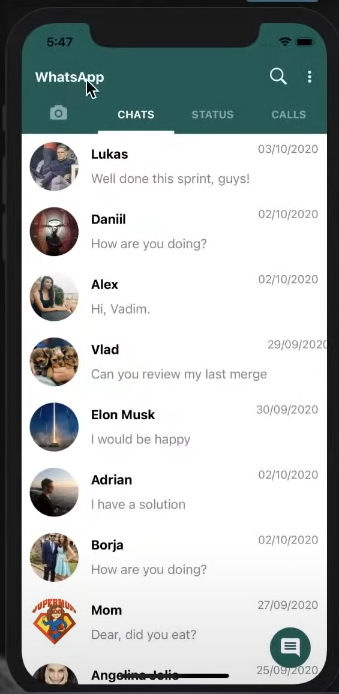 5:47
WhatsApp
CHATS STATUS CALLS
Lukas 03/10/2020
Well done this sprint, guys!
Daniil 02/10/2020
How are you doing?
Alex 02/10/2020
Hi, Vadim.
Vlad 29/09/2020
Can you review my last merge
Elon Musk 30/09/2020
I would be happy
Adrian 02/10/2020
I have a solution
Borja 02/10/2020
How are you doing?
SUPERMUM
Mom 27/09/2020
Dear, did you eat?
Angelina Jolie 25/09/2020